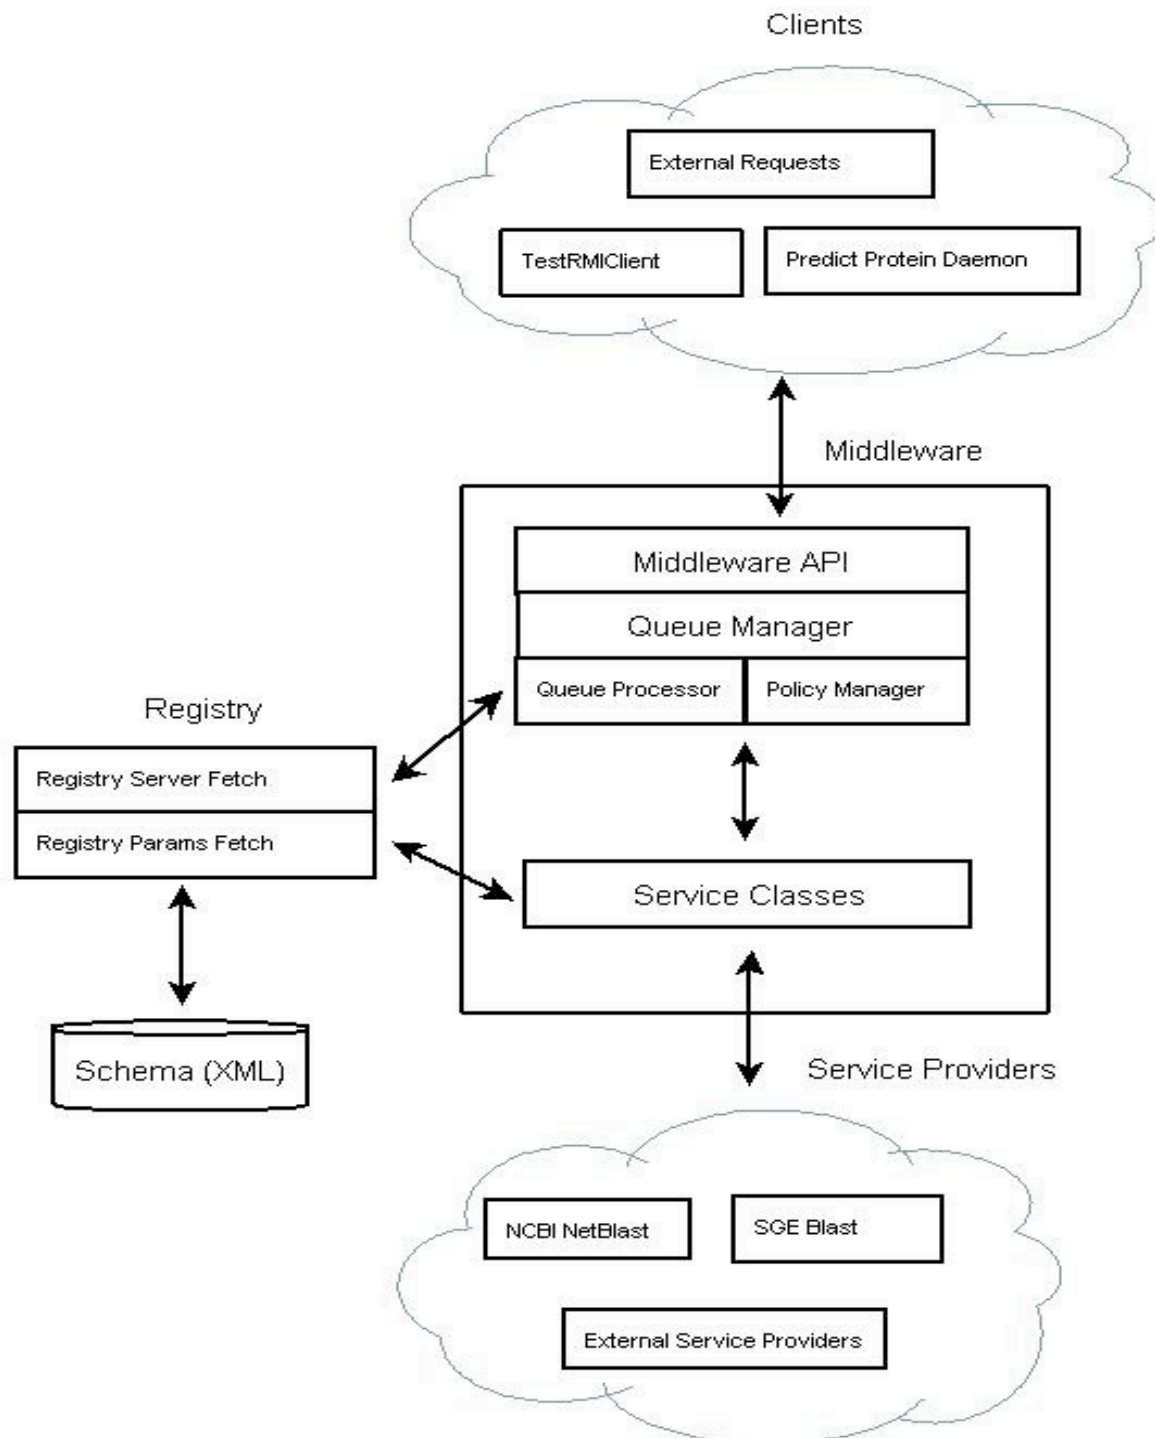 Clients
External Requests
TestRMIClient
Predict Protein Daemon
Middleware
Middleware API
Queue Manager
Queue Processor
Policy Manager
Registry
Registry Server Fetch
Registry Params Fetch
Service Classes
Schema (XML)
Service Providers
NCBI NetBlast
SGE Blast
External Service Providers